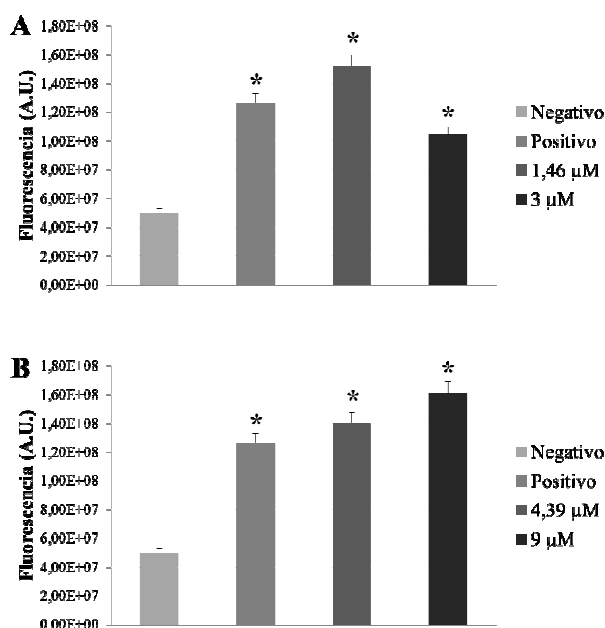 A
Fluorescencia (A.U.)
1,80E+08
1,60E+08
1,40E+08
1,20E+08
1,00E+08
8,00E+07
6,00E+07
4,00E+07
2,00E+07
0,00E+00
*
*
*
Negativo
Positivo
1,46 µM
3 µM
B
Fluorescencia (A.U.)
1,80E+08
1,60E+08
1,40E+08
1,20E+08
1,00E+08
8,00E+07
6,00E+07
4,00E+07
2,00E+07
0,00E+00
*
*
*
Negativo
Positivo
4,39 µM
9 µM